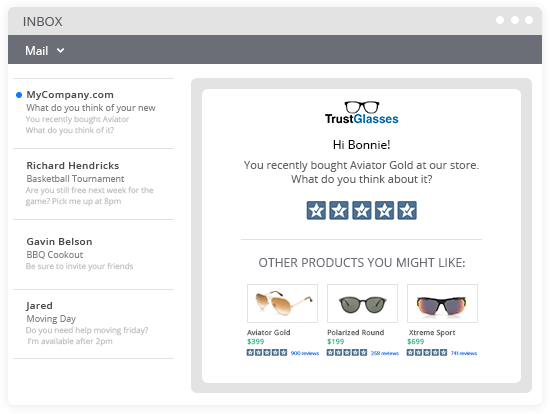 INBOX
Mail
MyCompany.com
What do you think of your new
You recently bought Aviator
What do you think of it?
Richard Hendricks
Basketball Tournament
Are you still free next week for the
game? Pick me up at 8pm
Gavin Belson
BBQ Cookout
Be sure to invite your friends
Jared
Moving Day
Do you need help moving friday?
I'm available after 2pm
TrustGlasses
Hi Bonnie!
You recently bought Aviator Gold at our store.
What do you think about it?
OTHER PRODUCTS YOU MIGHT LIKE:
Aviator Gold
$399
900 reviews
Polarized Round
$199
358 reviews
Xtreme Sport
$699
741 reviews